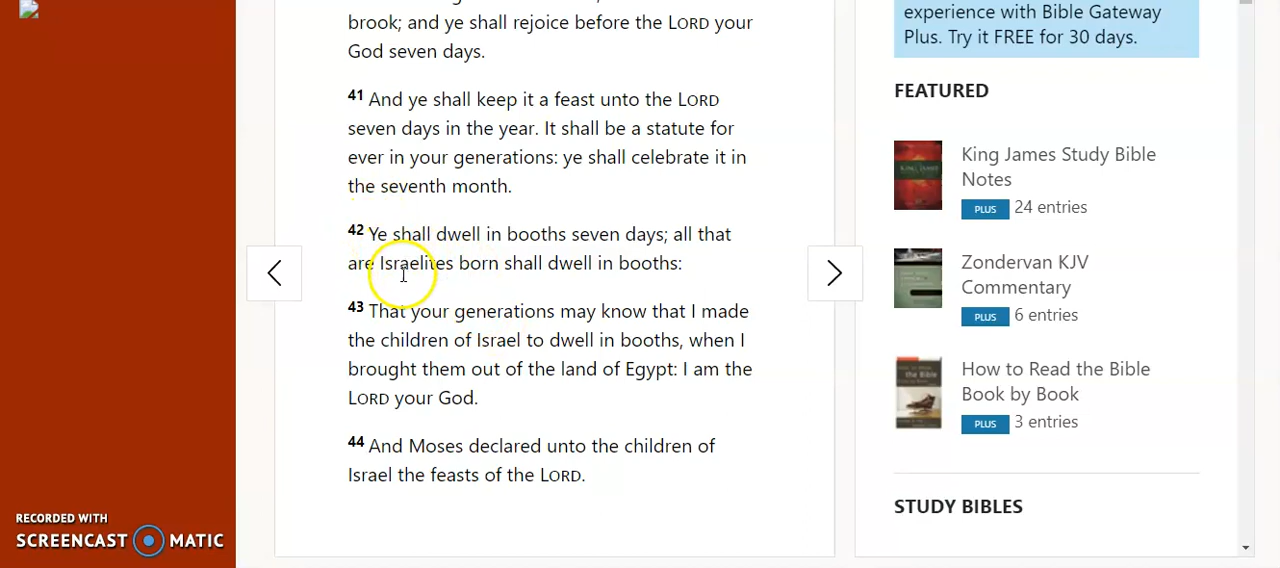 brook; and ye shall rejoice before the LORD your
God seven days.
41 And ye shall keep it a feast unto the LORD
seven days in the year. It shall be a statute for
ever in your generations: ye shall celebrate it in
the seventh month.
42 Ye shall dwell in booths seven days; all that
are Israelites born shall dwell in booths:
43 That your generations may know that I made
the children of Israel to dwell in booths, when I
brought them out of the land of Egypt: I am the
LORD your God.
44 And Moses declared unto the children of
Israel the feasts of the LORD.
experience with Bible Gateway
Plus. Try it FREE for 30 days.
FEATURED
King James Study Bible
Notes
PLUS 24 entries
Zondervan KJV
Commentary
PLUS 6 entries
How to Read the Bible
Book by Book
PLUS 3 entries
STUDY BIBLES
RECORDED WITH
SCREENCAST MATIC